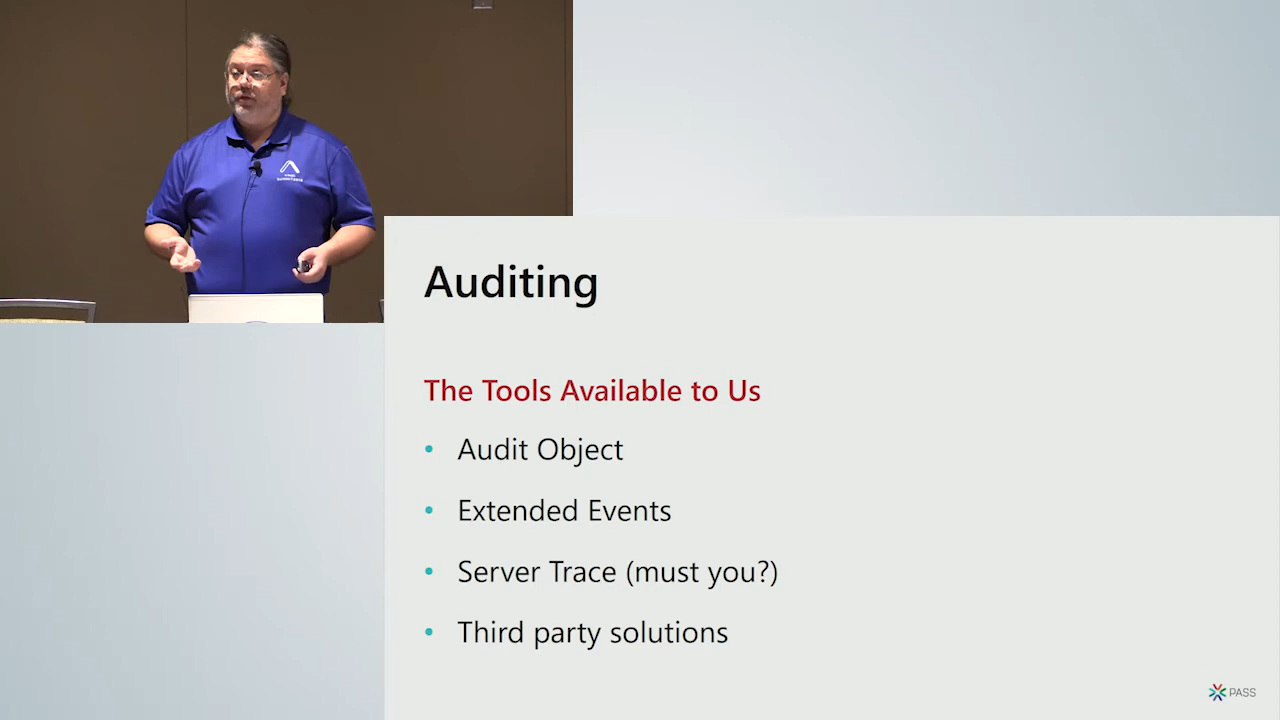 Auditing
The Tools Available to Us
• Audit Object
• Extended Events
• Server Trace (must you?)
• Third party solutions
PASS